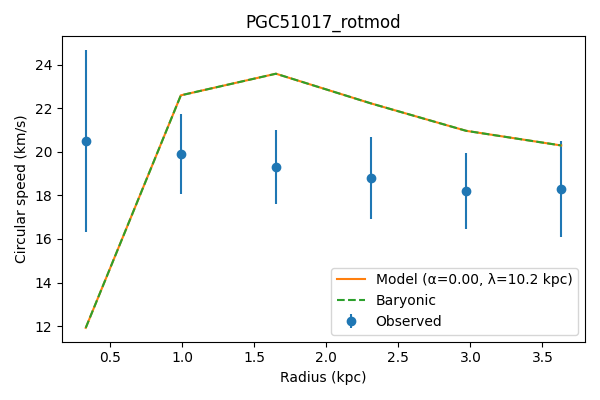 PGC51017_rotmod
Circular speed (km/s)
24
22
20
18
16
14
12
Model (α=0.00, λ=10.2 kpc)
Baryonic
Observed
0.5 1.0 1.5 2.0 2.5 3.0 3.5
Radius (kpc)